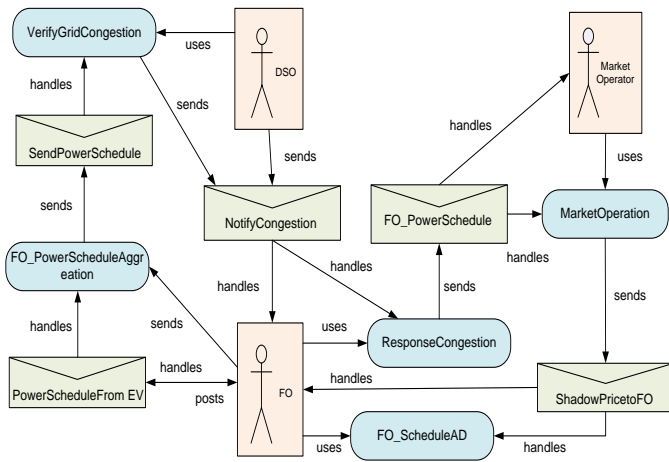 VerifyGridCongestion
uses
DSO
Market
Operator
handles
sends
handles
SendPowerSchedule
sends
uses
sends
NotifyCongestion
FO_PowerSchedule
MarketOperation
handles
FO_PowerScheduleAggr
eation
handles
handles
sends
sends
handles
sends
uses
ResponseCongestion
handles
PowerScheduleFrom EV
posts
FO
handles
ShadowPricetoFO
uses
FO_ScheduleAD
handles